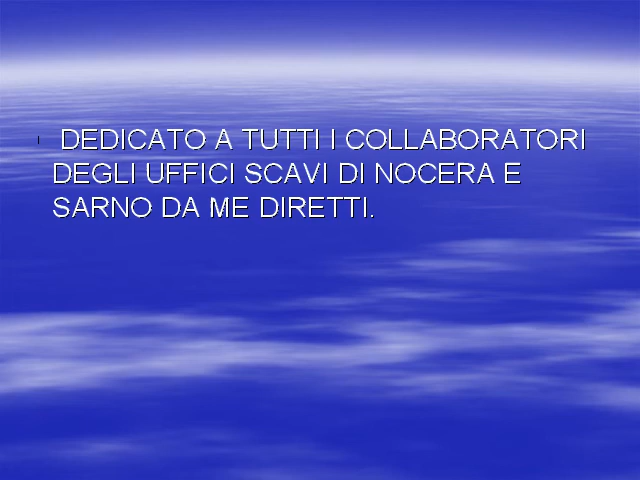 DEDICATO A TUTTI I COLLABORATORI
DEGLI UFFICI SCAVI DI NOCERA E
SARNO DA ME DIRETTI.